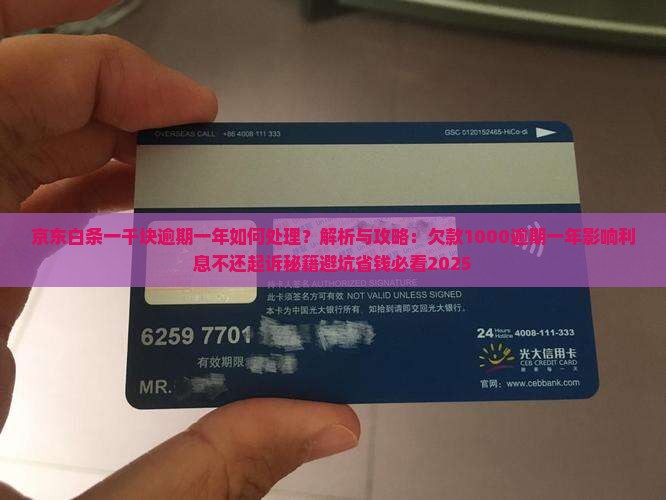 OVERSEAS CALL: +86 4008 111 333
GSC 0120152465-HiCo-di
京东白条一千块逾期一年如何处理？解析与攻略：欠款1000逾期一年影响利
息不还起诉秘籍避坑省钱必看2025
持卡人签名 AUTHORIZED SIGNATURE
此卡须签名方可有效 NOT VALID UNLESS SIGNED
本卡为中国光大银行所有，如拾到请即交回光大银行。
6259 7701
24 Hours Hotline 4008-111-333
有效期限
光大信用卡
CEB CREDIT CARD
MR.
官网：www.cebbank.com